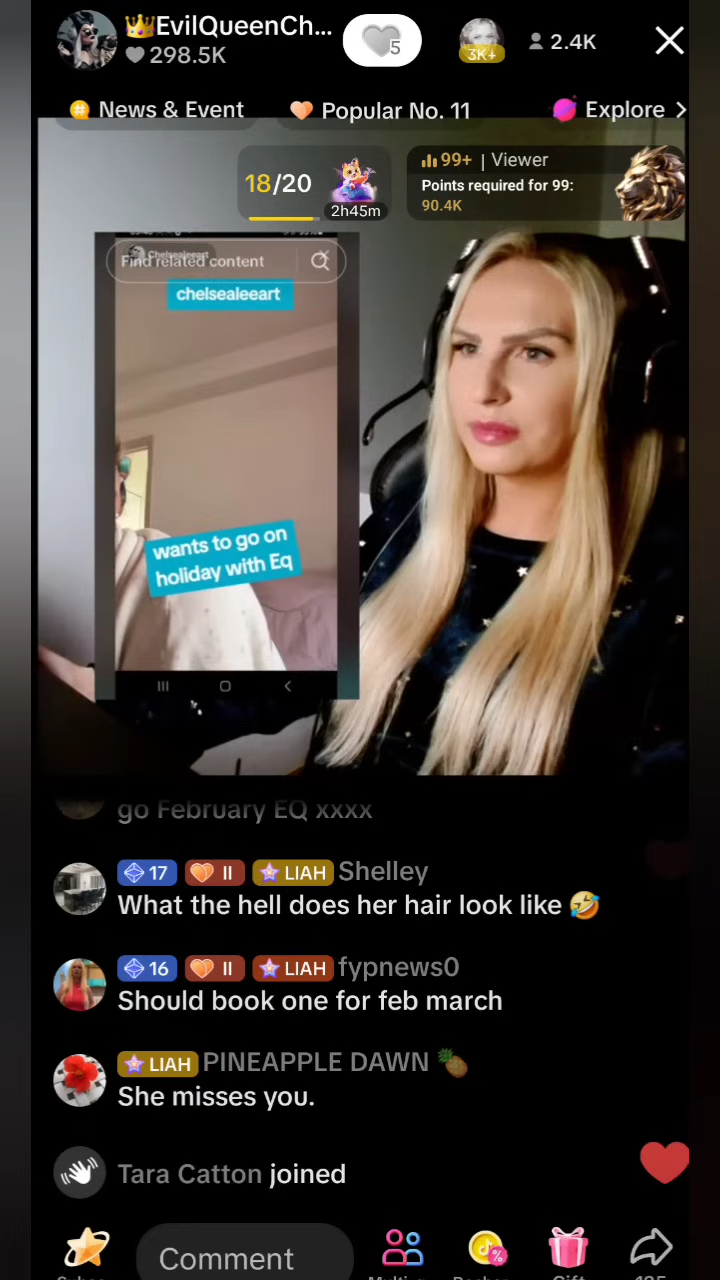 👑EvilQueenCh...
298.5K
5
3K+
2.4K
News & Event
Popular No. 11
Explore
18/20
2h45m
99+ | Viewer
Points required for 99:
90.4K
Chelsealeeart
Find related content
chelsealeeart
wants to go on
holiday with Eq
go February EQ xxxx
17 II LIAH Shelley
What the hell does her hair look like 🤣
16 II LIAH fypnews0
Should book one for feb march
LIAH PINEAPPLE DAWN 🍍
She misses you.
Tara Catton joined
Comment